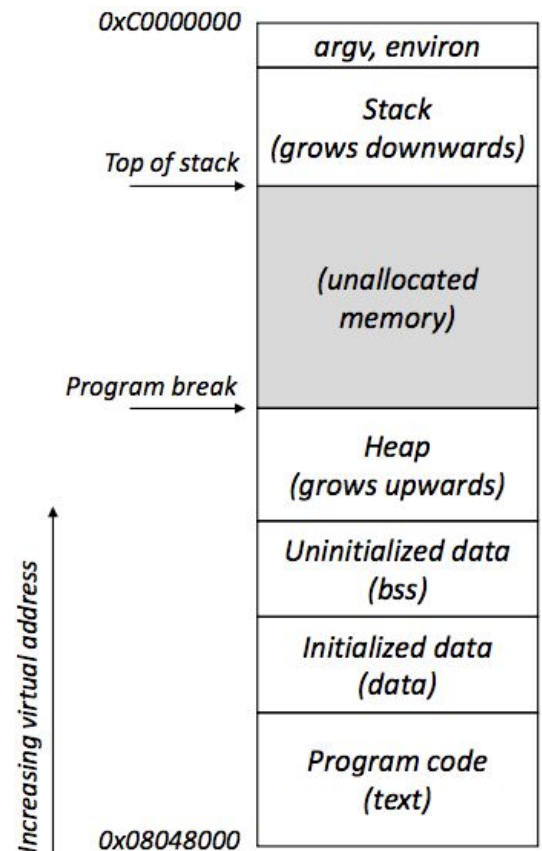 0xC0000000
argv, environ
Stack
(grows downwards)
Top of stack
(unallocated
memory)
Program break
Heap
(grows upwards)
Uninitialized data
(bss)
Initialized data
(data)
Program code
(text)
Increasing virtual address
0x08048000